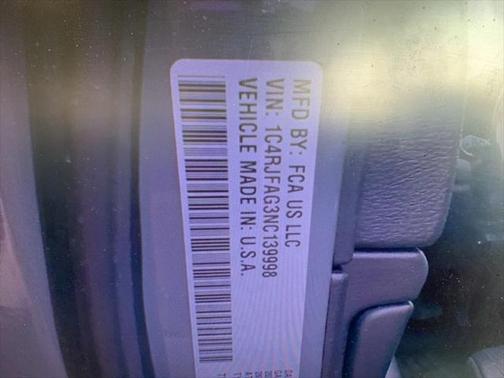 MFD BY: FCA US LLC
VIN: 1C4RJFAG3NC139998
VEHICLE MADE IN: U.S.A.